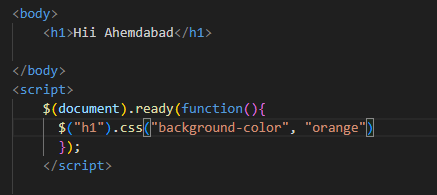 <body>
<h1>Hii Ahemdabad</h1>
</body>
<script>
$(document).ready(function(){
$("h1").css("background-color", "orange")
});
</script>